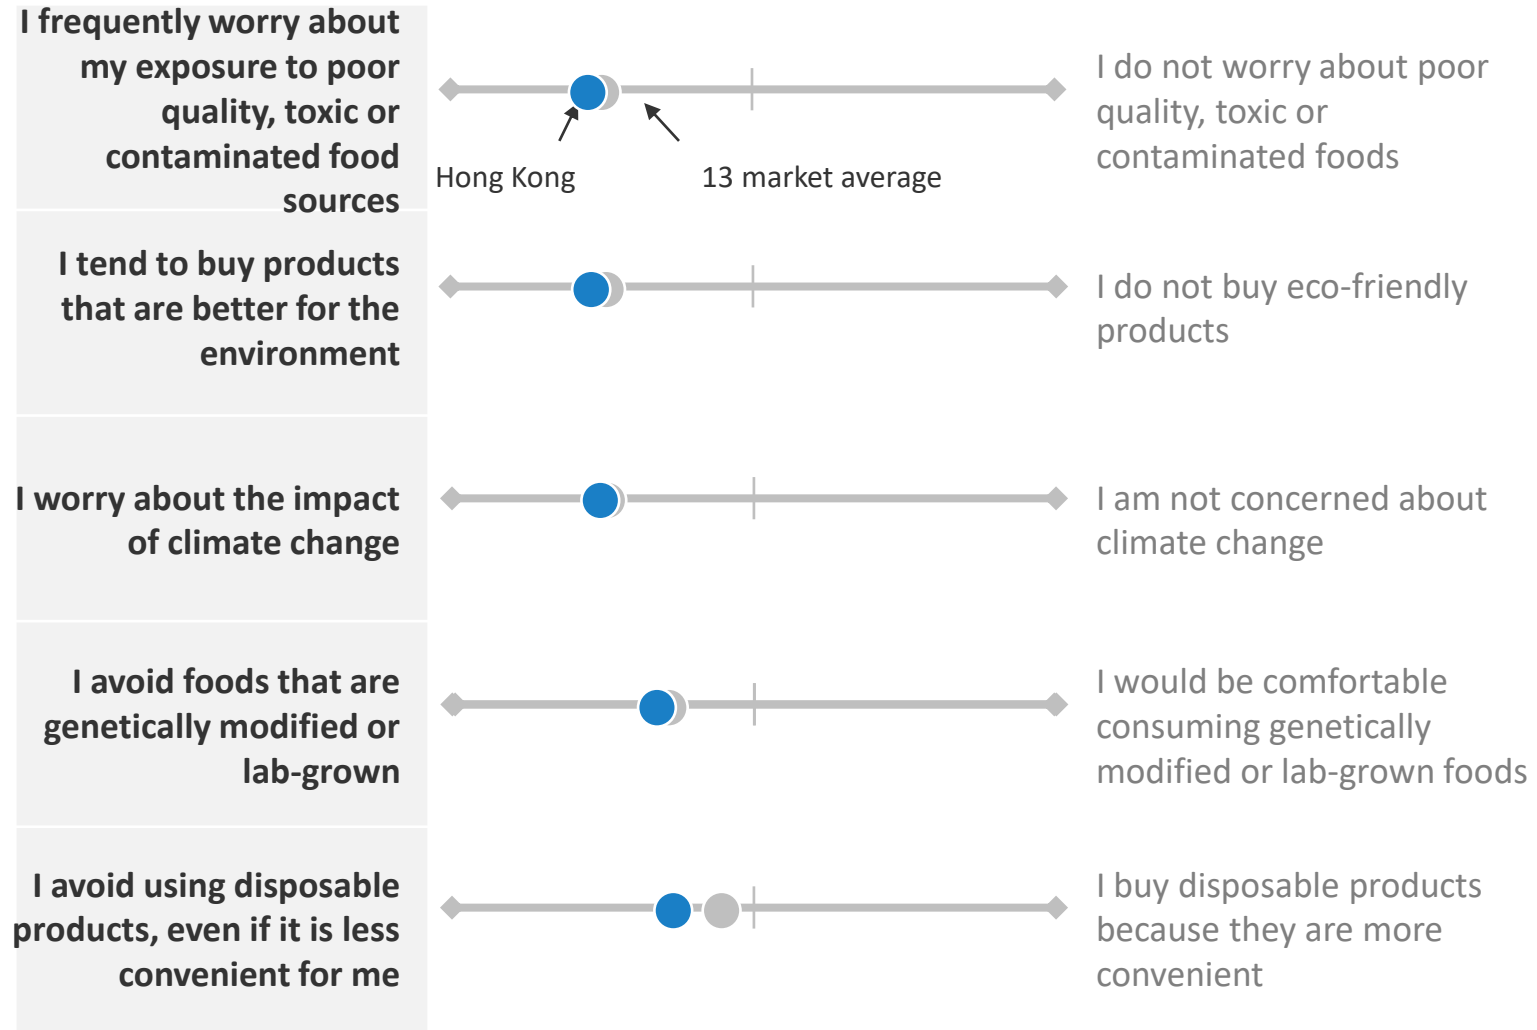 I frequently worry about
my exposure to poor
quality, toxic or
contaminated food
sources
Hong Kong
13 market average
I do not worry about poor
quality, toxic or
contaminated foods
I tend to buy products
that are better for the
environment
I do not buy eco-friendly
products
I worry about the impact
of climate change
I am not concerned about
climate change
I avoid foods that are
genetically modified or
lab-grown
I would be comfortable
consuming genetically
modified or lab-grown foods
I avoid using disposable
products, even if it is less
convenient for me
I buy disposable products
because they are more
convenient